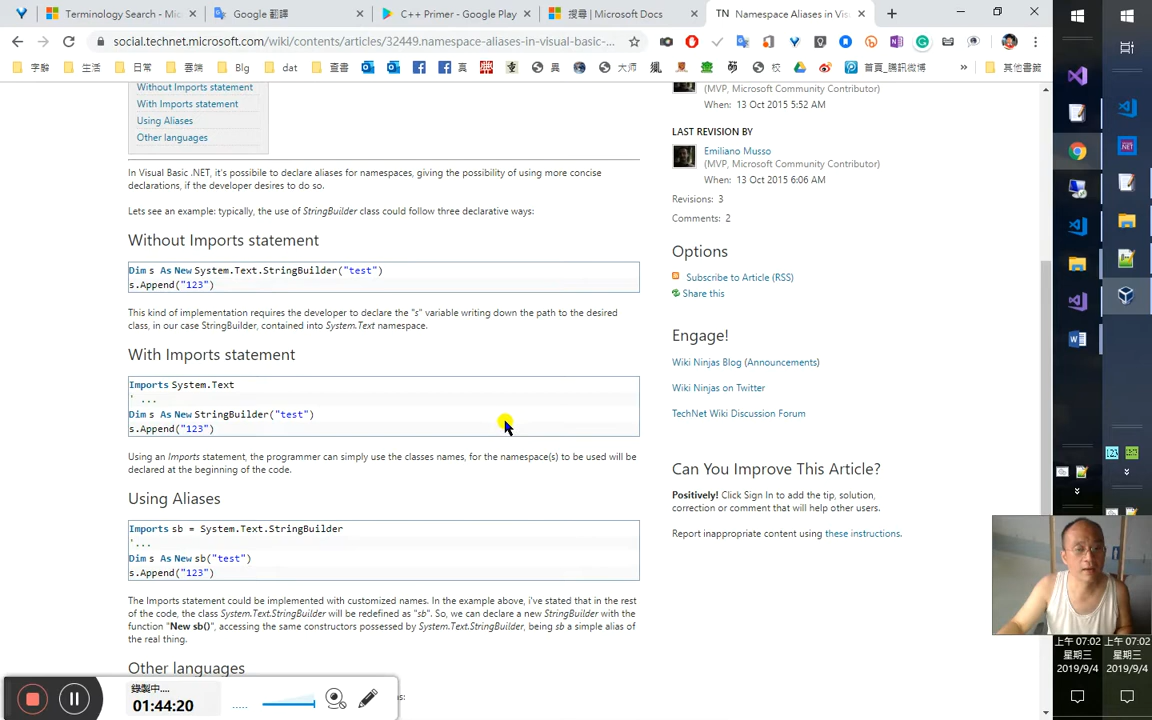 Terminology Search - Mic
Google 翻譯
C++ Primer - Google Play
搜尋 | Microsoft Docs
TN Namespace Aliases in Vis
social.technet.microsoft.com/wiki/contents/articles/32449.namespace-aliases-in-visual-basic-...
字辭
生活
日常
雲端
Blg
dat
查書
真
異
大师
校
首頁_騰訊微博
»
其他書籤
Without Imports statement
With Imports statement
Using Aliases
Other languages
In Visual Basic .NET, it's possibile to declare aliases for namespaces, giving the possibility of using more concise
declarations, if the developer desires to do so.
Lets see an example: typically, the use of StringBuilder class could follow three declarative ways:
Without Imports statement
Dim s As New System.Text.StringBuilder("test")
s.Append("123")
This kind of implementation requires the developer to declare the "s" variable writing down the path to the desired
class, in our case StringBuilder, contained into System.Text namespace.
With Imports statement
Imports System.Text
' ...
Dim s As New StringBuilder("test")
s.Append("123")
Using an Imports statement, the programmer can simply use the classes names, for the namespace(s) to be used will be
declared at the beginning of the code.
Using Aliases
Imports sb = System.Text.StringBuilder
'...
Dim s As New sb("test")
s.Append("123")
The Imports statement could be implemented with customized names. In the example above, i've stated that in the rest
of the code, the class System.Text.StringBuilder will be redefined as "sb". So, we can declare a new StringBuilder with the
function "New sb()", accessing the same constructors possessed by System.Text.StringBuilder, being sb a simple alias of
the real thing.
Other languages
(MVP, Microsoft Community
Contributor)
When: 13 Oct 2015 5:52 AM
LAST REVISION BY
Emiliano Musso
(MVP, Microsoft Community Contributor)
When: 13 Oct 2015 6:06 AM
Revisions: 3
Comments: 2
Options
Subscribe to Article (RSS)
Share this
Engage!
Wiki Ninjas Blog (Announcements)
Wiki Ninjas on Twitter
TechNet Wiki Discussion Forum
Can You Improve This Article?
Positively! Click Sign In to add the tip, solution,
correction or comment that will help other users.
Report inappropriate content using these instructions.
錄製中....
01:44:20
上午 07:02
星期三
2019/9/4
上午 07:02
星期三
2019/9/4